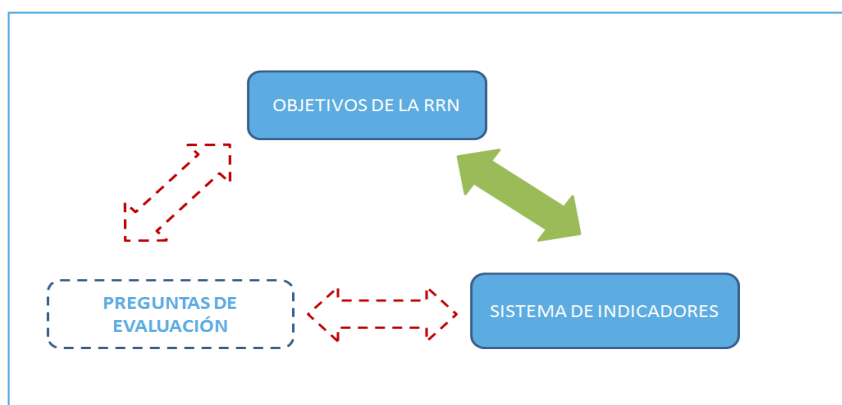 OBJETIVOS DE LA RRN
PREGUNTAS DE
EVALUACIÓN
SISTEMA DE INDICADORES